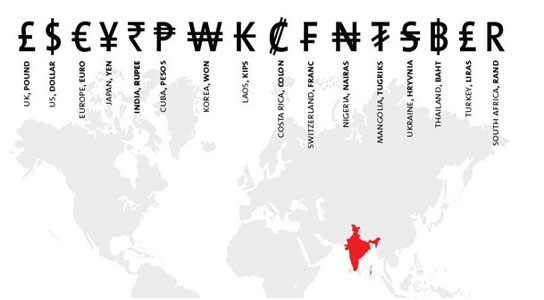 £ $ € ¥ ₹ ₱ ₩ K ₡ ₣ ₦ ₮ ₴ ฿ £ R
UK, POUND
US, DOLLAR
EUROPE, EURO
JAPAN, YEN
INDIA, RUPEE
CUBA, PESOS
KOREA, WON
LAOS, KIPS
COSTA RICA, COLON
SWITZERLAND, FRANC
NIGERIA, NAIRAS
MANGOLIA, TUGRIKS
UKRAINE, HRYVNIA
THAILAND, BAHT
TURKEY, LIRAS
SOUTH AFRICA, RAND